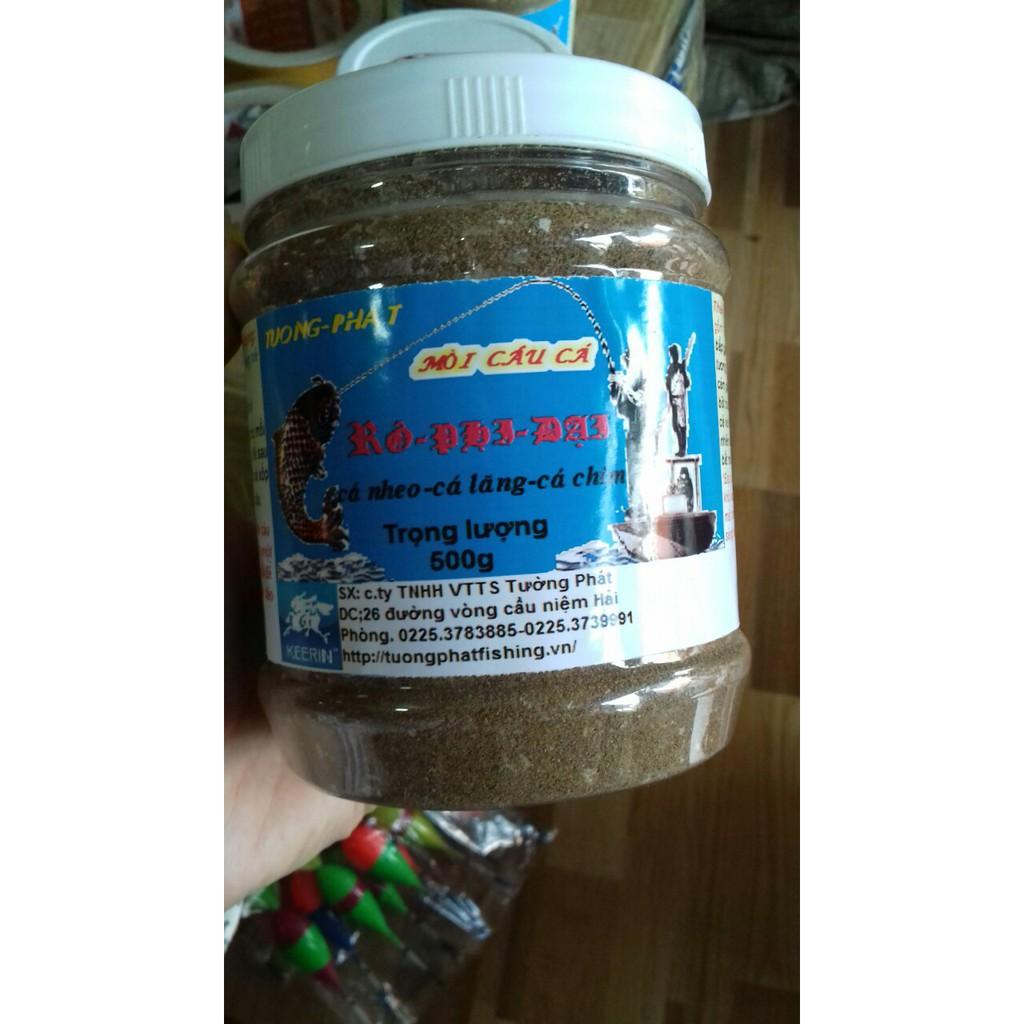 TUONG-PHAT
MỒI CÂU CÁ
RÔ-PHI-DẠI
cá nheo-cá lăng-cá chim
Trọng lượng
500g
SX: c.ty TNHH VTTS Tường Phát
DC;26 đường vòng cầu niệm Hải
Phòng. 0225.3783885-0225.3739991
http://tuongphatfishing.vn/
KEERIN